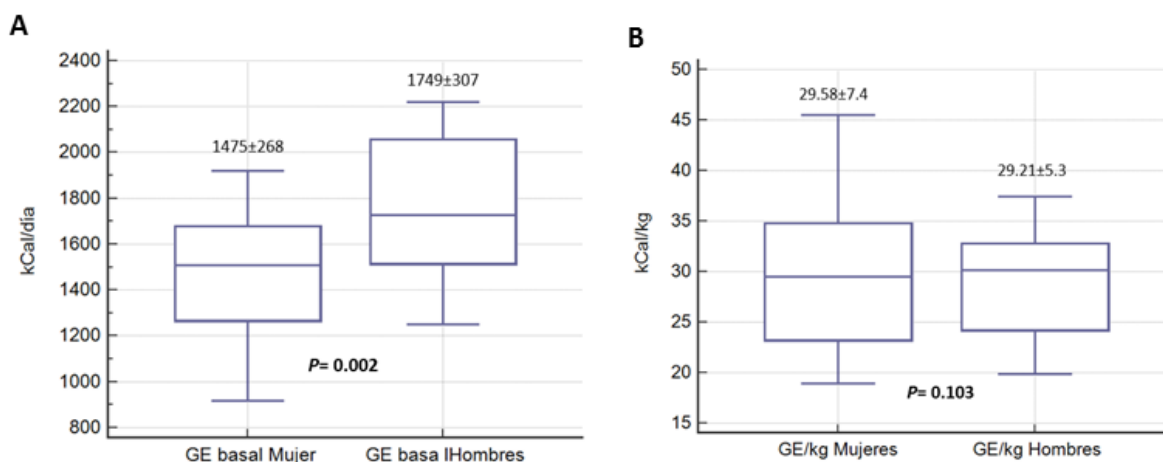 A
2400
2200
2000
1800
1600
1400
1200
1000
800
kCal/día
1475±268
1749±307
P= 0.002
GE basal Mujer
GE basa lHombres
B
50
45
40
35
30
25
20
15
kCal/kg
29.58±7.4
29.21±5.3
P= 0.103
GE/kg Mujeres
GE/kg Hombres